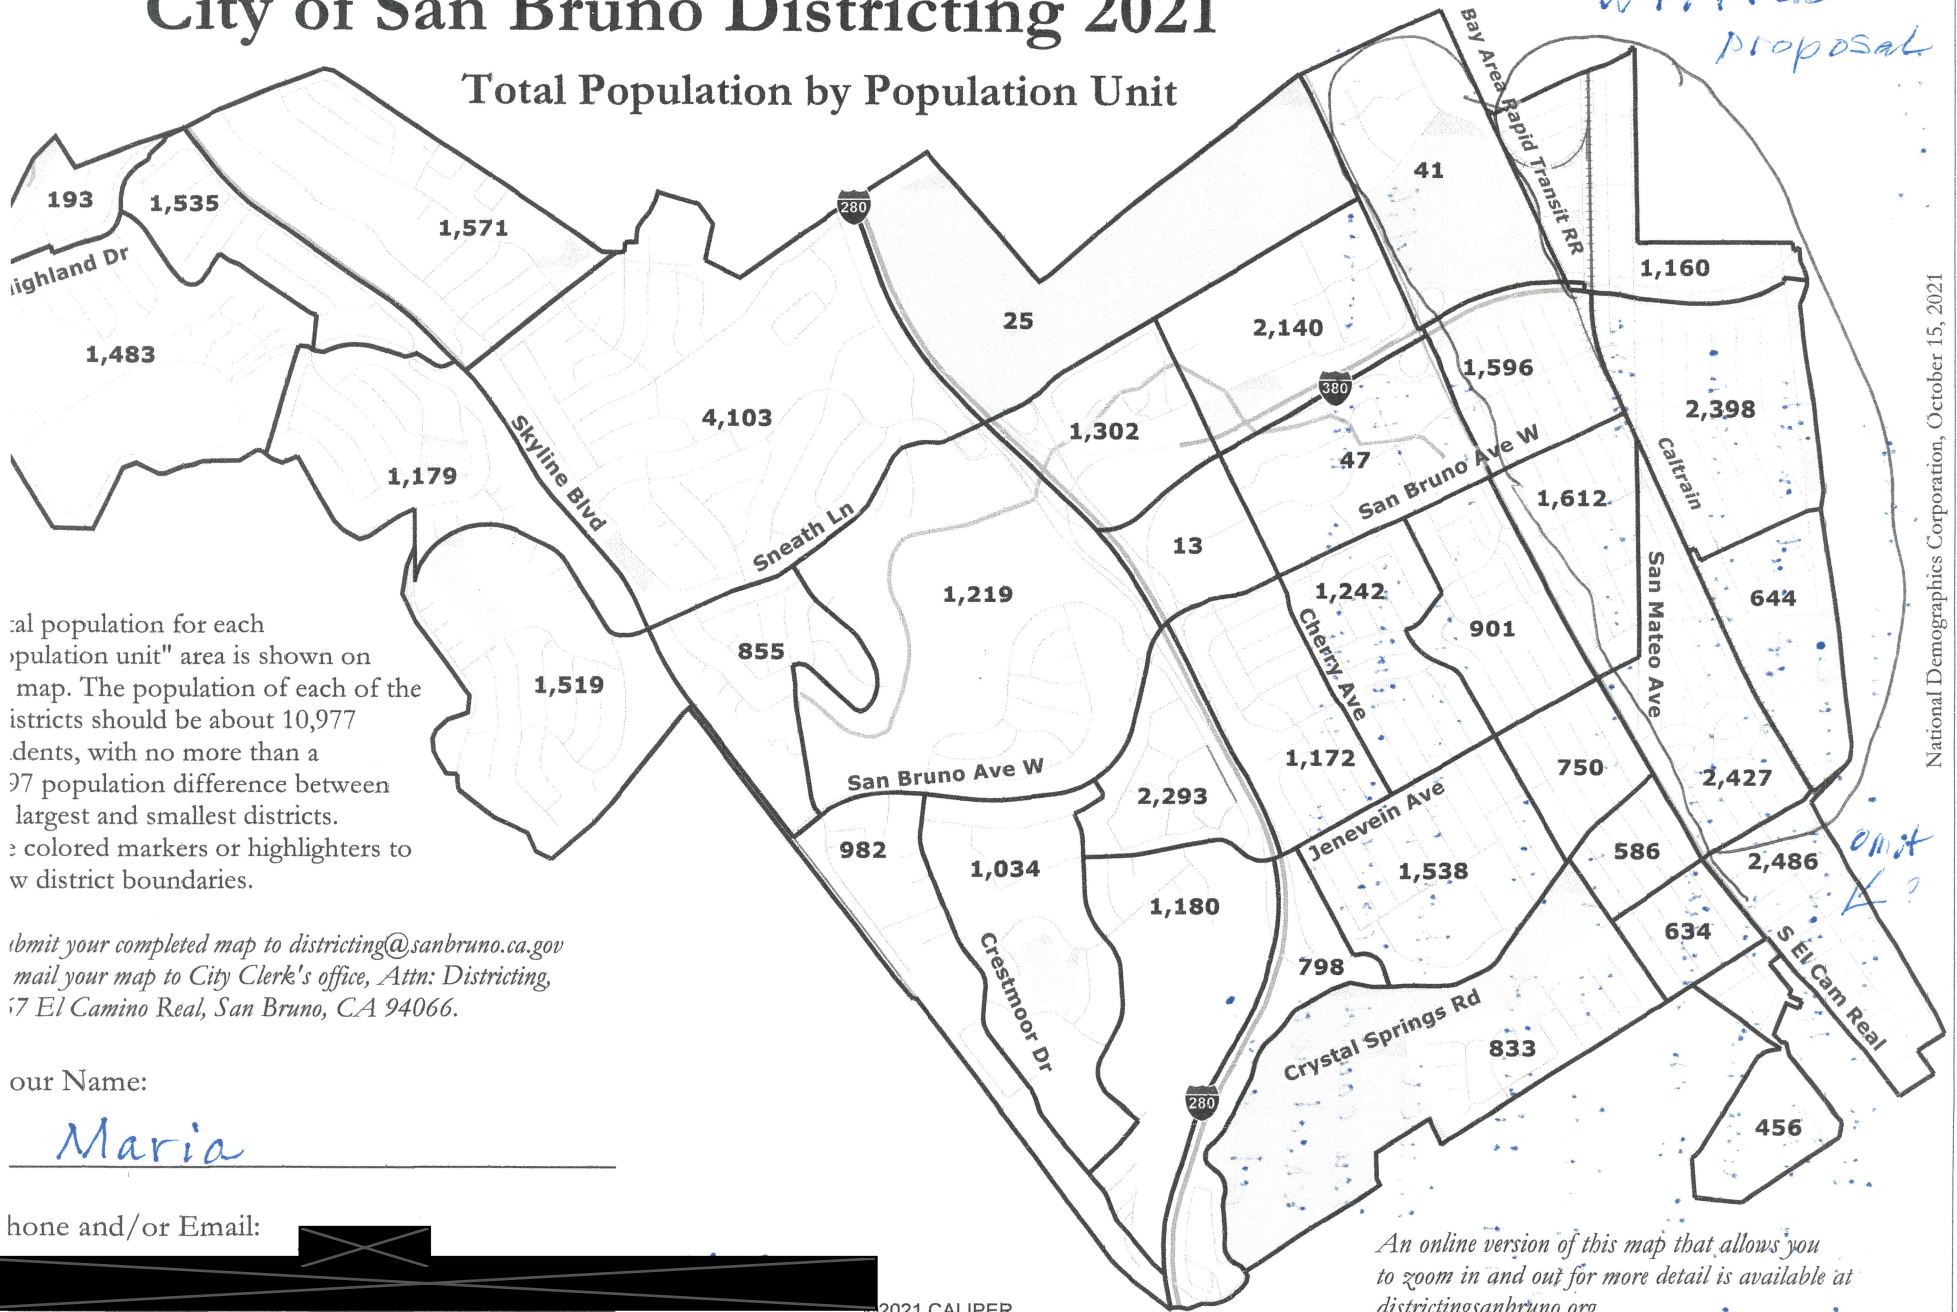 City of San Bruno Districting 2021
proposal
Total Population by Population Unit
Bay Area Rapid Transit RR
193
1,535
1,571
280
41
ighland Dr
1,160
25
2,140
1,483
380
1,596
2,398
4,103
1,302
47
San Bruno Ave W
Caltrain
1,179
Skyline Blvd
Sneath Ln
1,612
13
1,219
1,242
901
San Mateo Ave
644
855
Cherry Ave
1,519
San Bruno Ave W
2,293
1,172
750
2,427
Jenevein Ave
982
1,034
1,538
586
2,486
omit
1,180
634
Crestmoor Dr
798
S El Cam Real
Crystal Springs Rd
833
280
456
National Demographics Corporation, October 15, 2021
tal population for each
opulation unit" area is shown on
map. The population of each of the
istricts should be about 10,977
dents, with no more than a
97 population difference between
largest and smallest districts.
e colored markers or highlighters to
w district boundaries.
ubmit your completed map to districting@sanbruno.ca.gov
mail your map to City Clerk's office, Attn: Districting,
67 El Camino Real, San Bruno, CA 94066.
our Name:
Maria
hone and/or Email:
An online version of this map that allows you
to zoom in and out for more detail is available at
districtingsanbruno.org
©2021 CALIPER